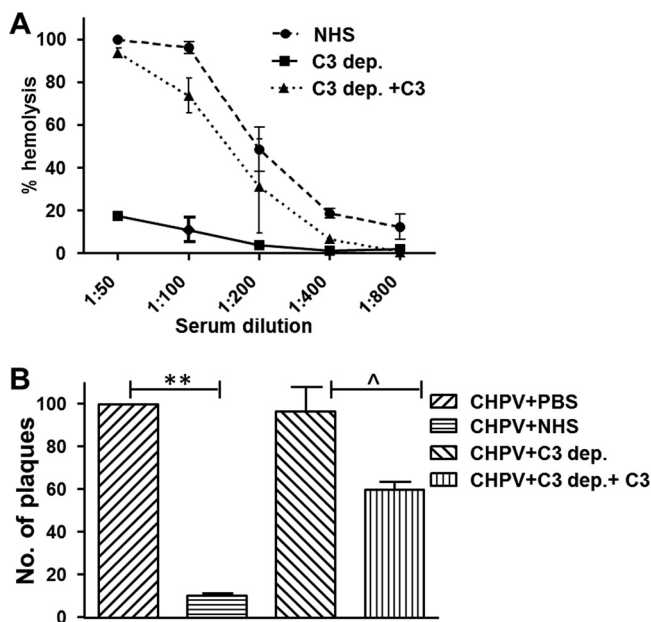 A
% hemolysis
100
80
60
40
20
0
NHS
C3 dep.
C3 dep. +C3
1:50
1:100
1:200
1:400
1:800
Serum dilution
B
No. of plaques
100
80
60
40
20
0
**
^
CHPV+PBS
CHPV+NHS
CHPV+C3 dep.
CHPV+C3 dep.+ C3